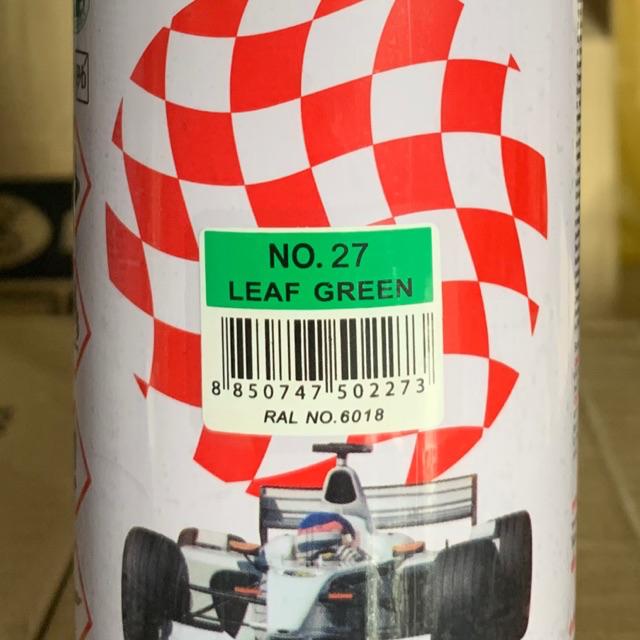 NO. 27
LEAF GREEN
8 850747 502273
RAL NO.6018